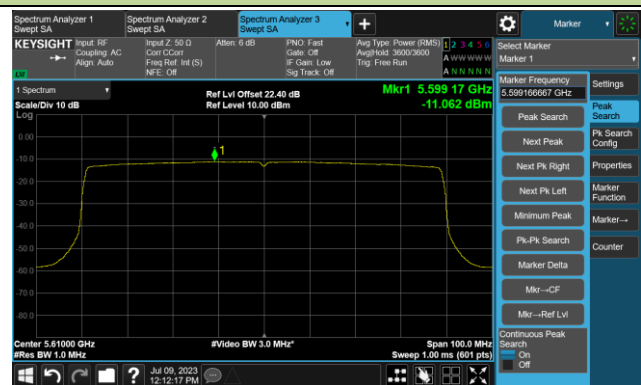 Spectrum Analyzer 1
Swept SA
Spectrum Analyzer 2
Swept SA
Spectrum Analyzer 3
Swept SA
Marker
KEYSIGHT
Input: RF
Coupling: AC
Align: Auto
Input Z: 50 Ω
Corr CCorr
Freq Ref: Int (S)
NFE: Off
Atten: 6 dB
PNO: Fast
Gate: Off
IF Gain: Low
Sig Track: Off
Avg Type: Power (RMS)
Avg|Hold: 3600/3600
Trig: Free Run
1 2 3 4 5 6
A W W W W W
A N N N N N
LXI
Select Marker
Marker 1
1 Spectrum
Scale/Div 10 dB
Log
Ref Lvl Offset 22.40 dB
Ref Level 10.00 dBm
Mkr1 5.599 17 GHz
-11.062 dBm
1
0.00
-10.0
-20.0
-30.0
-40.0
-50.0
-60.0
-70.0
-80.0
Center 5.61000 GHz
#Res BW 1.0 MHz
#Video BW 3.0 MHz*
Span 100.0 MHz
Sweep 1.00 ms (601 pts)
Marker Frequency
5.599166667 GHz
Peak Search
Next Peak
Next Pk Right
Next Pk Left
Minimum Peak
Pk-Pk Search
Marker Delta
Mkr→CF
Mkr→Ref Lvl
Continuous Peak
Search
On
Off
Settings
Peak
Search
Pk Search
Config
Properties
Marker
Function
Marker→
Counter
?
Jul 09, 2023
12:12:17 PM